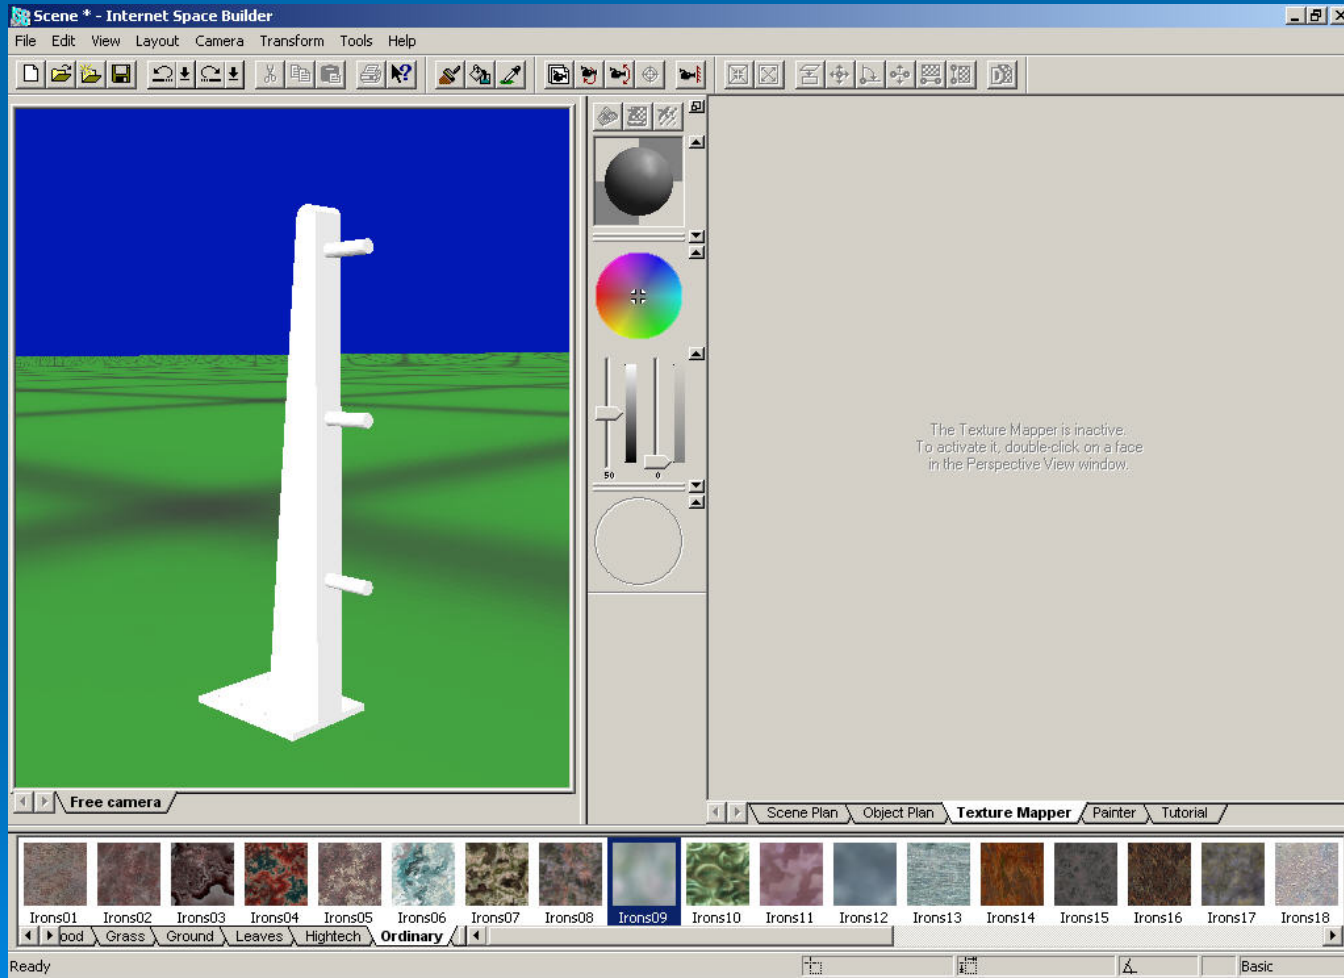 Scene * - Internet Space Builder
File Edit View Layout Camera Transform Tools Help
50 0
The Texture Mapper is inactive.
To activate it, double-click on a face
in the Perspective View window.
Free camera
Scene Plan Object Plan Texture Mapper Painter Tutorial
Irons01 Irons02 Irons03 Irons04 Irons05 Irons06 Irons07 Irons08 Irons09 Irons10 Irons11 Irons12 Irons13 Irons14 Irons15 Irons16 Irons17 Irons18
ood Grass Ground Leaves Hightech Ordinary
Ready Basic